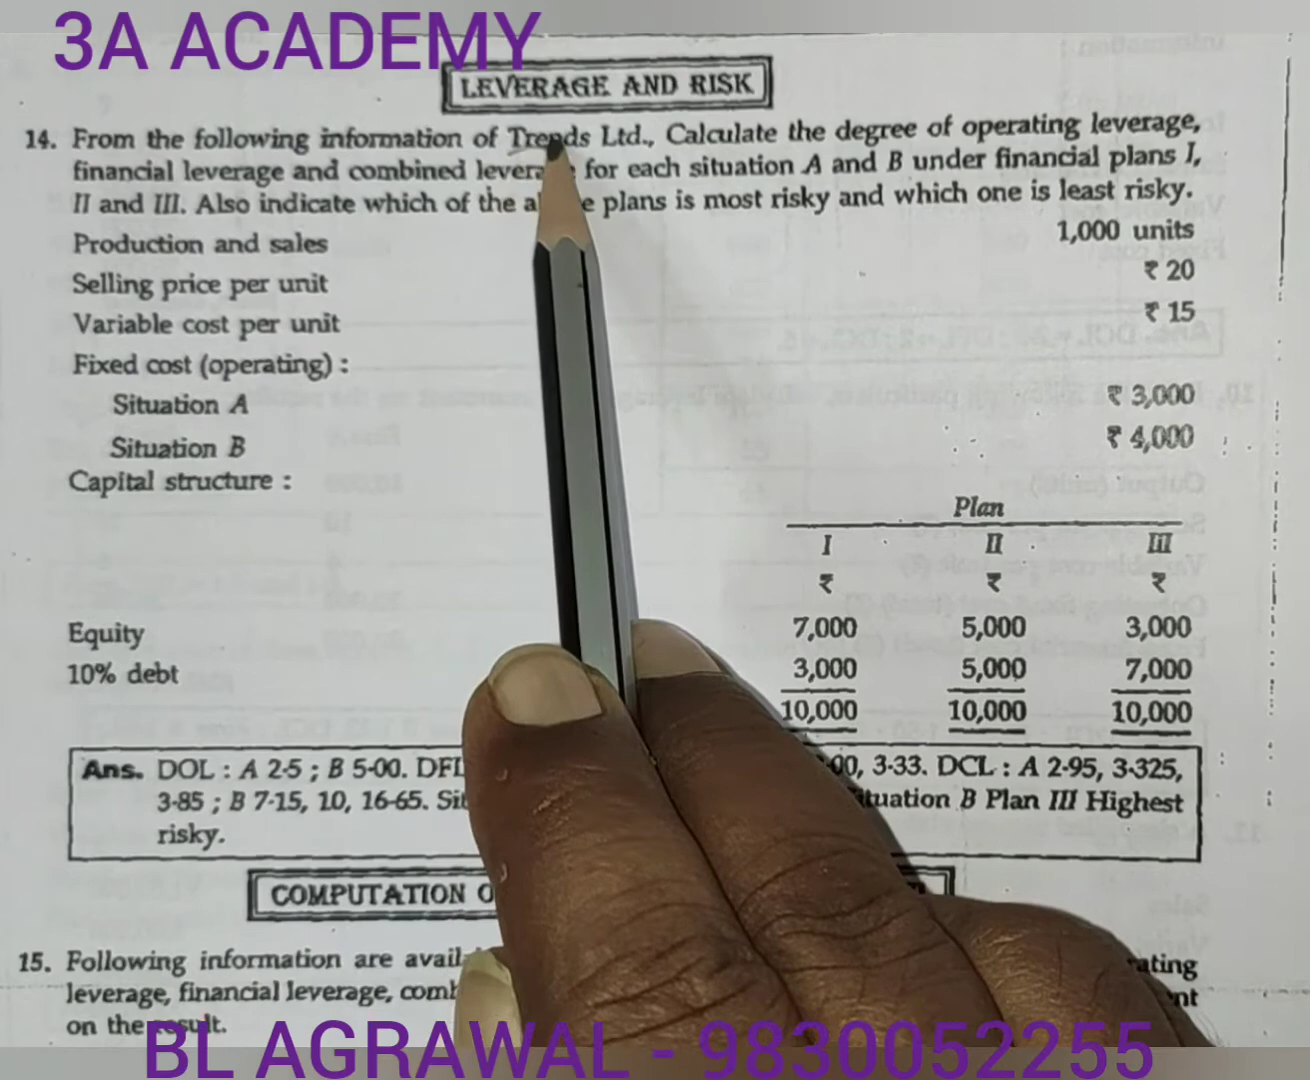 3A ACADEMY
LEVERAGE AND RISK
14. From the following information of Trends Ltd., Calculate the degree of operating leverage,
financial leverage and combined for each situation A and B under financial plans I,
II and III. Also indicate which of the plans is most risky and which one is least risky.
Production and sales 1,000 units
Selling price per unit ₹ 20
Variable cost per unit ₹ 15
Fixed cost (operating) :
Situation A ₹ 3,000
Situation B ₹ 4,000
Capital structure :
Plan
I II III
₹ ₹ ₹
Equity 7,000 5,000 3,000
10% debt 3,000 5,000 7,000
10,000 10,000 10,000
Ans. DOL : A 2·5 ; B 5·00. 3·33. DCL : A 2·95, 3·325,
3·85 ; B 7·15, 10, 16·65. B Plan III Highest
risky.
COMPUTATION
15. Following information are
leverage, financial leverage,
on the result.
BL AGRAWAL - 9830052255